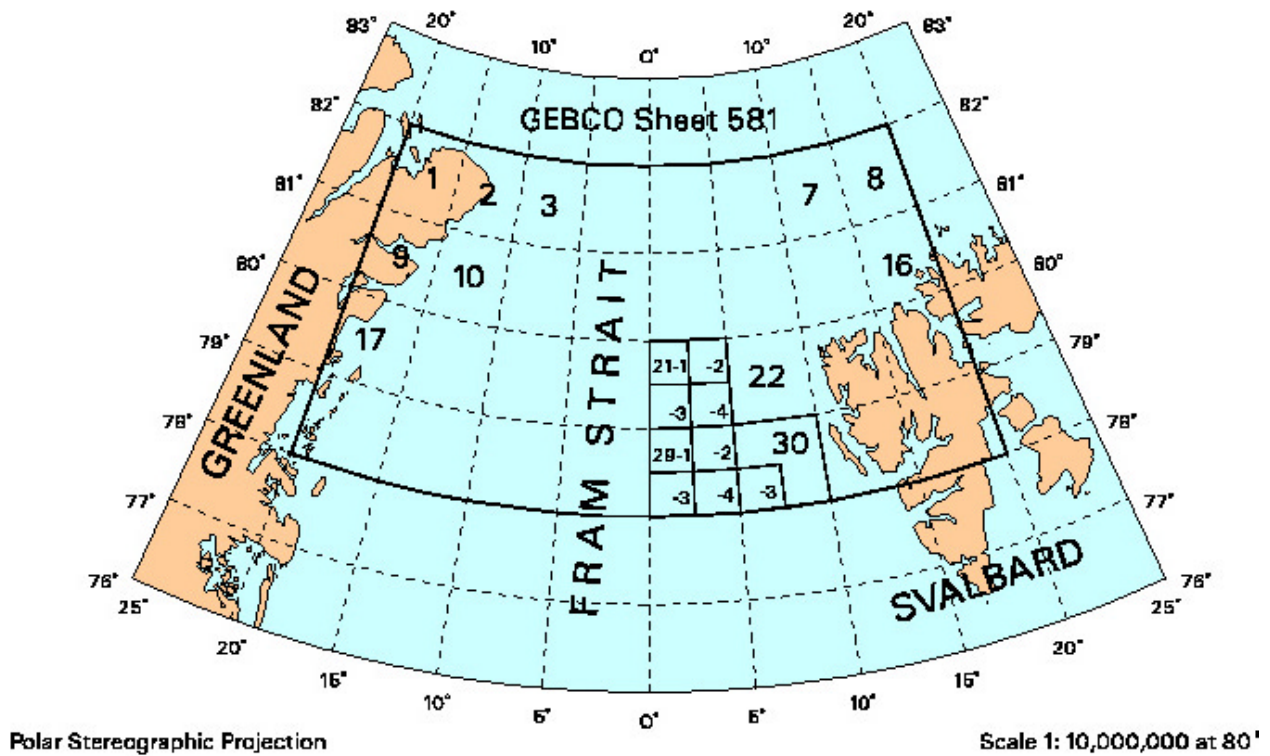 20° 20°
83° 10° 10° 83°
0°
82° 82°
GEBCO Sheet 581
81° 1 2 3 7 8 81°
80° 9 10 16 80°
79° 17 79°
21-1 -2 22
78° -3 -4 78°
29-1 -2 30
77° -3 -4 -3 77°
GREENLAND
FRAM STRAIT
SVALBARD
76° 76°
25° 25°
20° 20°
15° 15°
10° 10°
5° 5°
0°
Polar Stereographic Projection
Scale 1: 10,000,000 at 80°